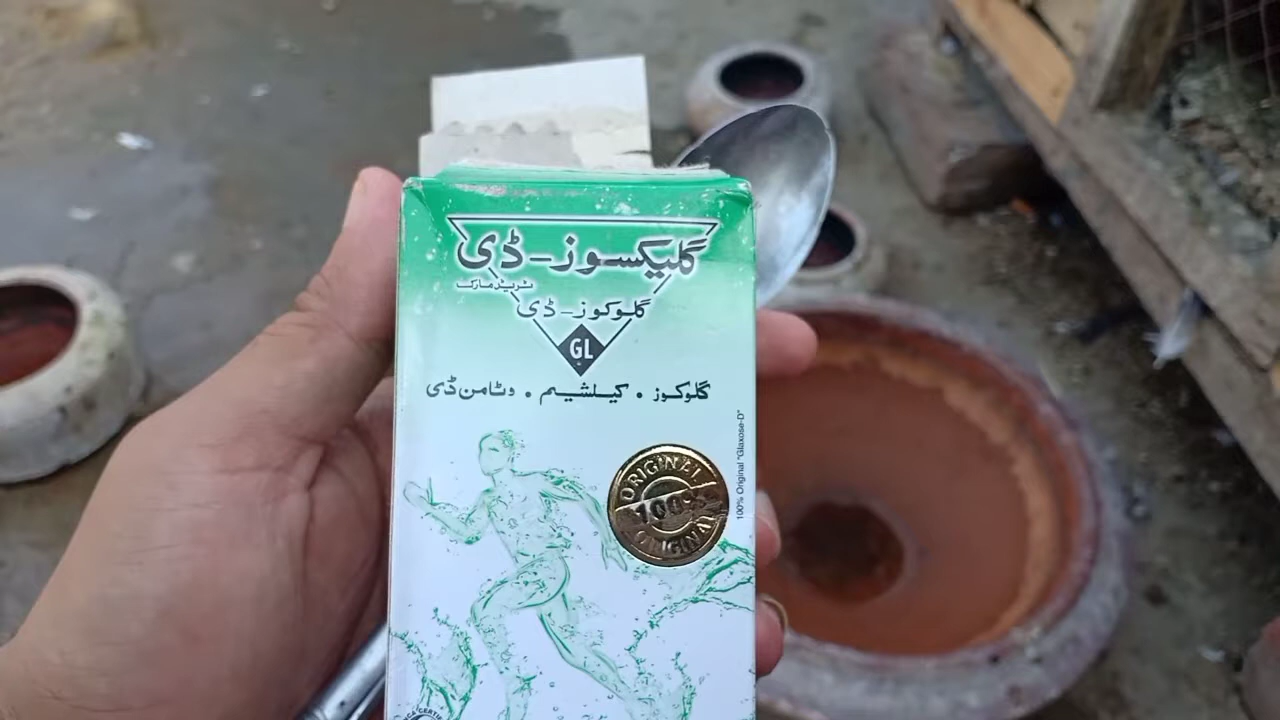 گلیکسوز-ڈی
ٹریڈ مارک
گلوکوز-ڈی
GL
گلوکوز • کیلشیم • وٹامن ڈی
ORIGINAL
100%
ORIGINAL
100% Original "Glaxose-D"